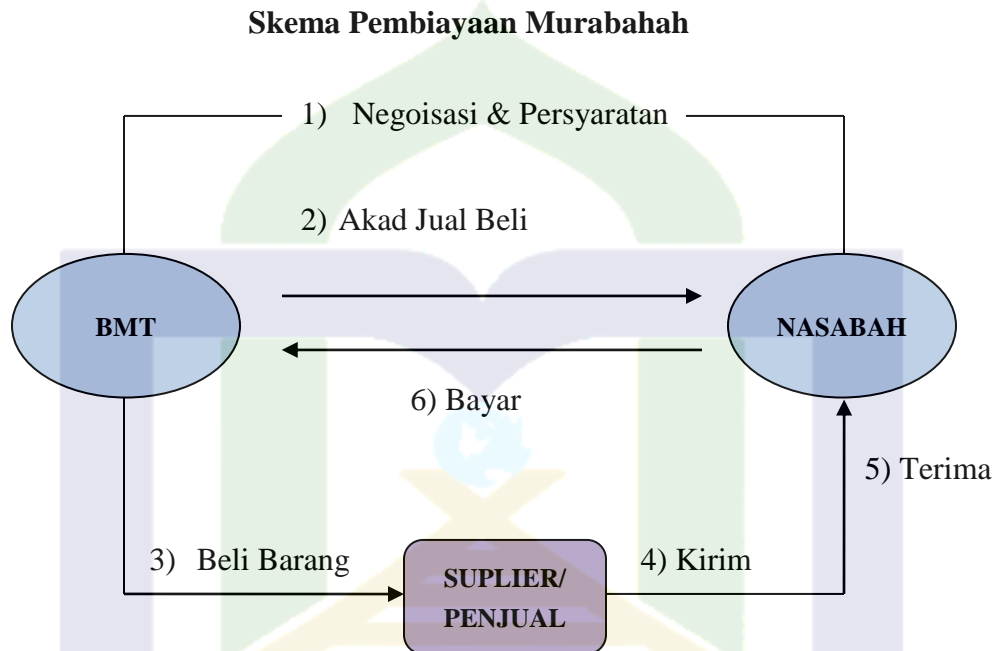 Skema Pembiayaan Murabahah
1) Negoisasi & Persyaratan
2) Akad Jual Beli
BMT
NASABAH
6) Bayar
5) Terima
3) Beli Barang
SUPLIER/
PENJUAL
4) Kirim